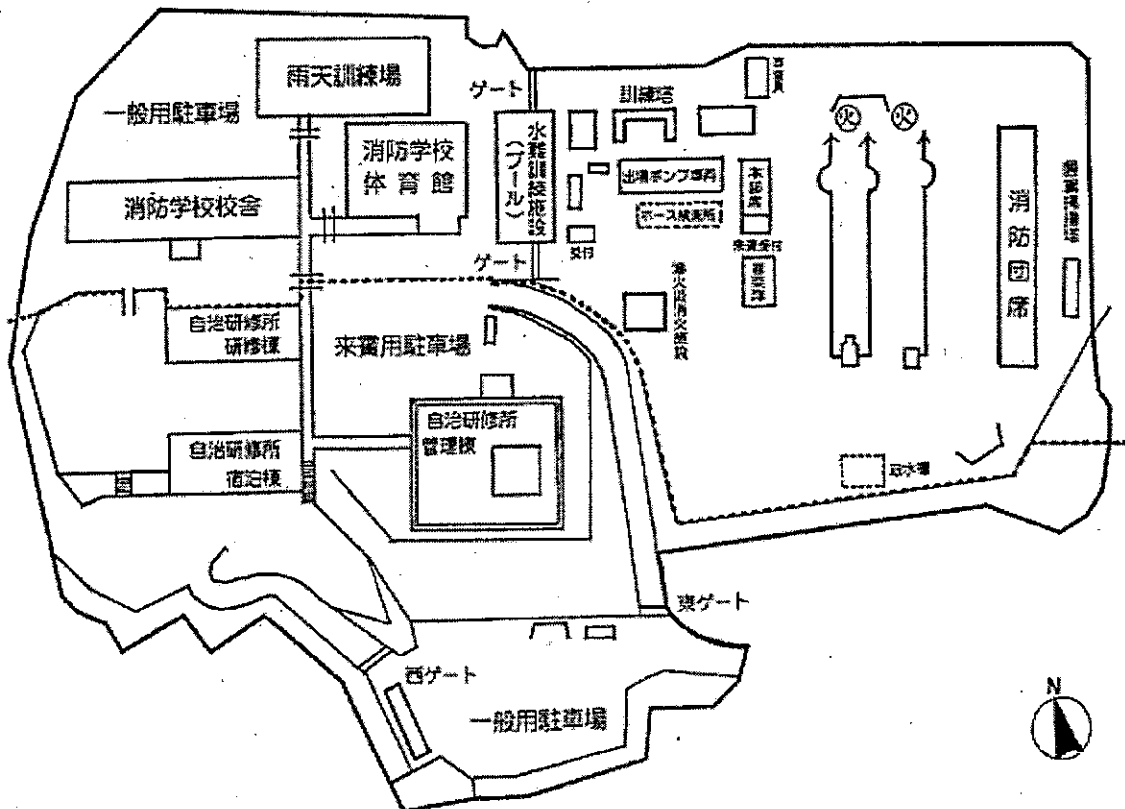 雨天訓練場
一般用駐車場
ゲート
訓練塔
消防学校
体育館
水難訓練施設
(プール)
出場ポンプ車両
本部席
消防学校校舎
受付
来賓受付
ゲート
来賓席
消防団席
火
火
自治研修所
研修棟
来賓用駐車場
自治研修所
管理棟
自治研修所
宿泊棟
東ゲート
西ゲート
一般用駐車場
N